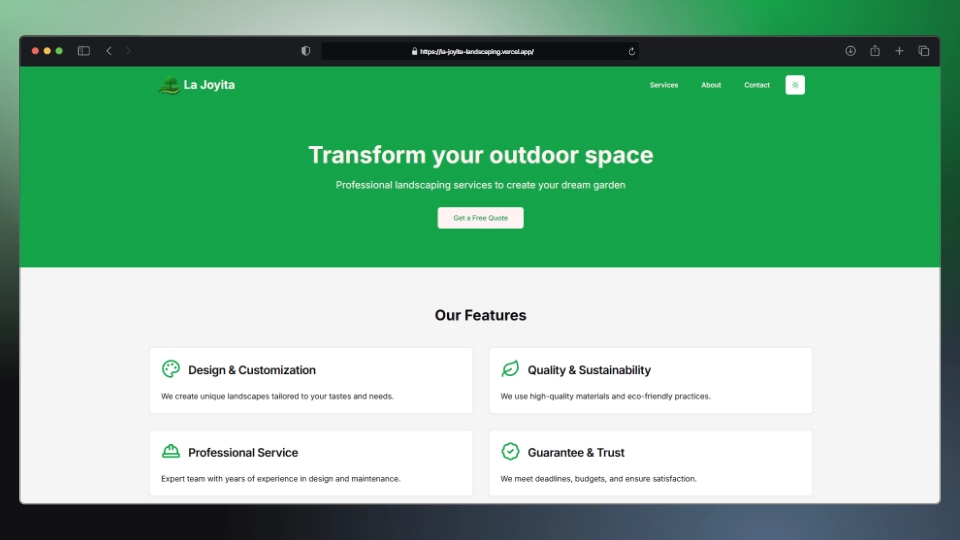 https://la-joyita-landscaping.vercel.app/
La Joyita
Services
About
Contact
Transform your outdoor space
Professional landscaping services to create your dream garden
Get a Free Quote
Our Features
Design & Customization
We create unique landscapes tailored to your tastes and needs.
Quality & Sustainability
We use high-quality materials and eco-friendly practices.
Professional Service
Expert team with years of experience in design and maintenance.
Guarantee & Trust
We meet deadlines, budgets, and ensure satisfaction.